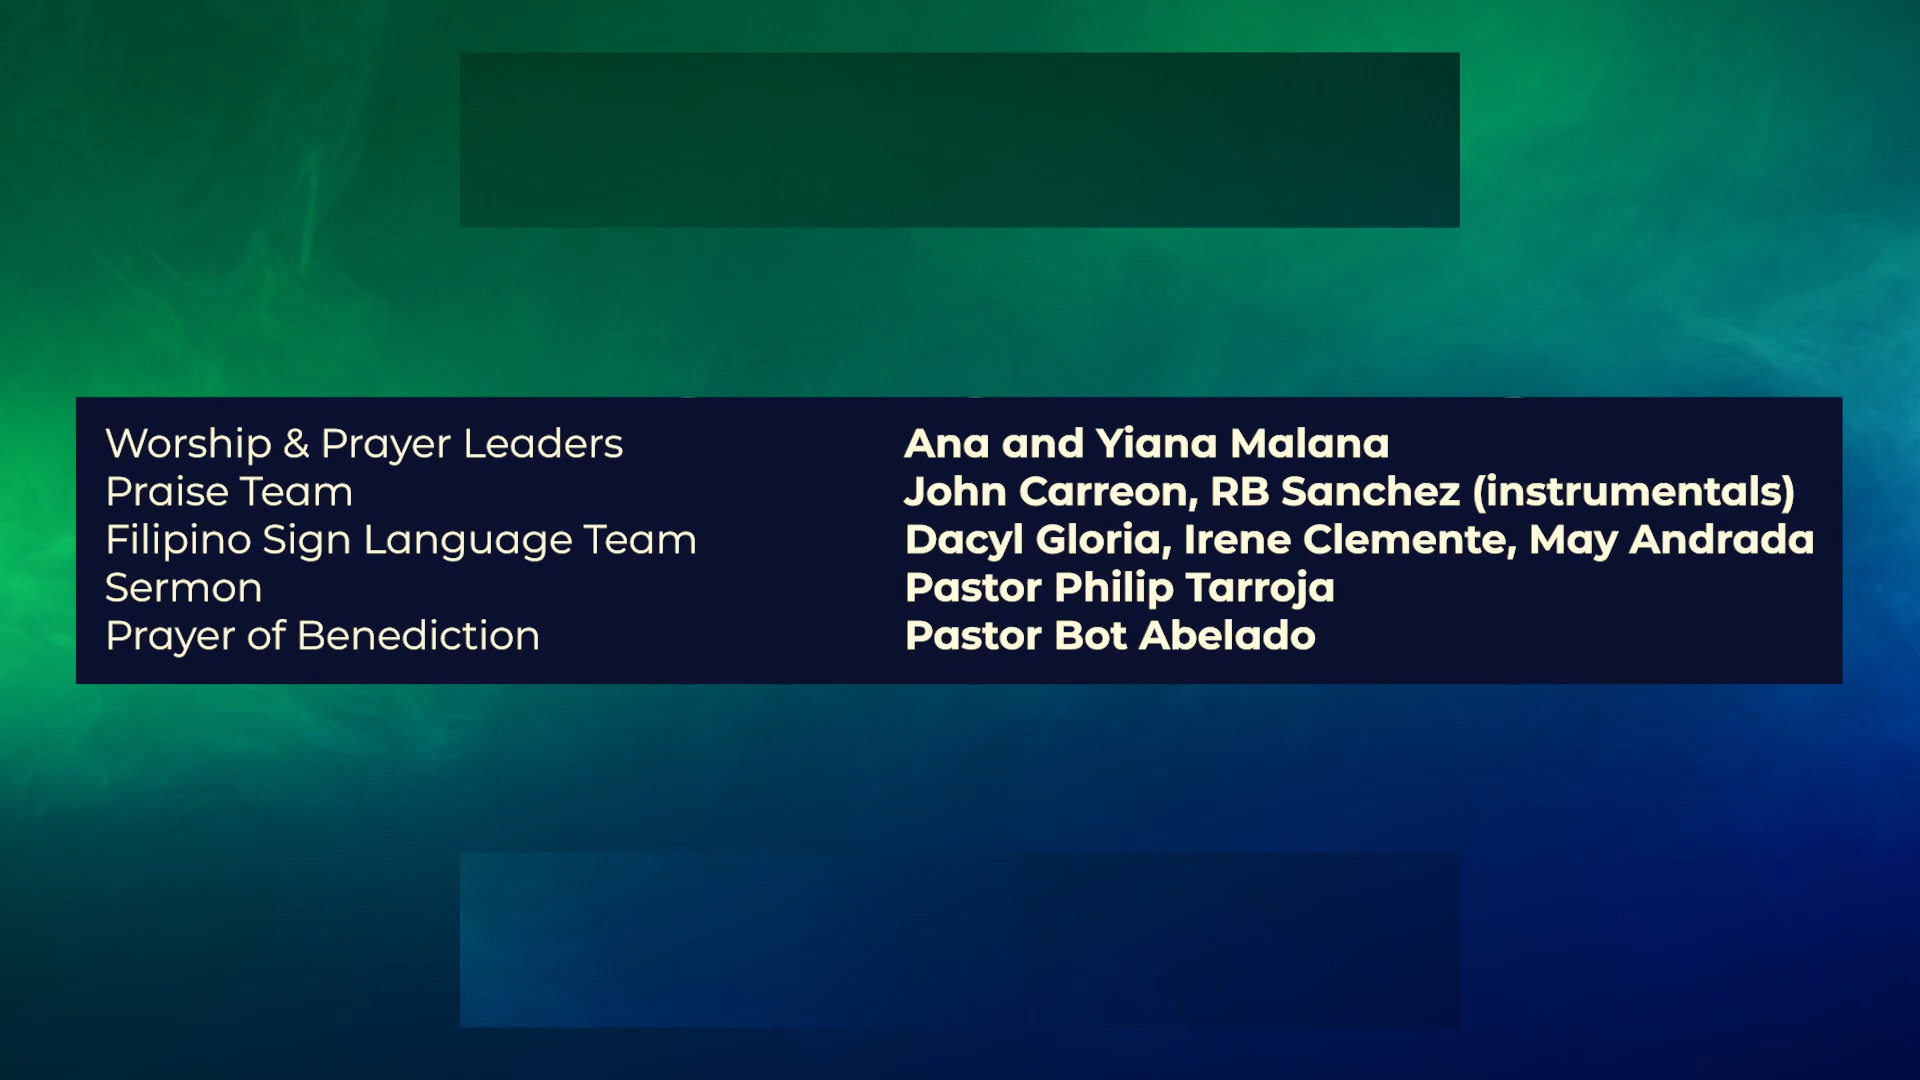 Worship & Prayer Leaders Ana and Yiana Malana
Praise Team John Carreon, RB Sanchez (instrumentals)
Filipino Sign Language Team Dacyl Gloria, Irene Clemente, May Andrada
Sermon Pastor Philip Tarroja
Prayer of Benediction Pastor Bot Abelado